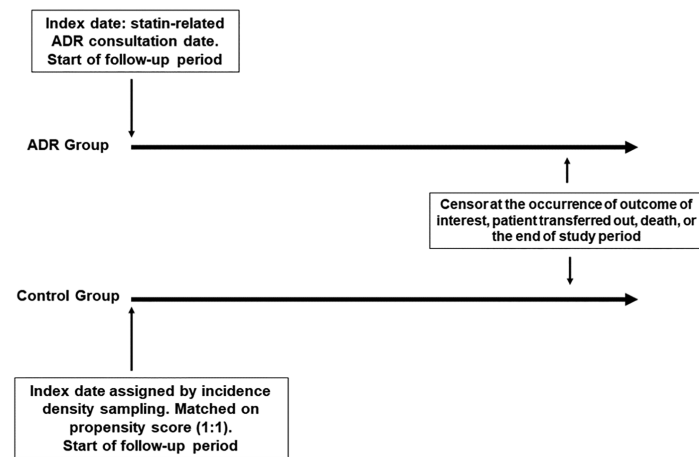 Index date: statin-related
ADR consultation date.
Start of follow-up period
ADR Group
Censor at the occurrence of outcome of
interest, patient transferred out, death, or
the end of study period
Control Group
Index date assigned by incidence
density sampling. Matched on
propensity score (1:1).
Start of follow-up period